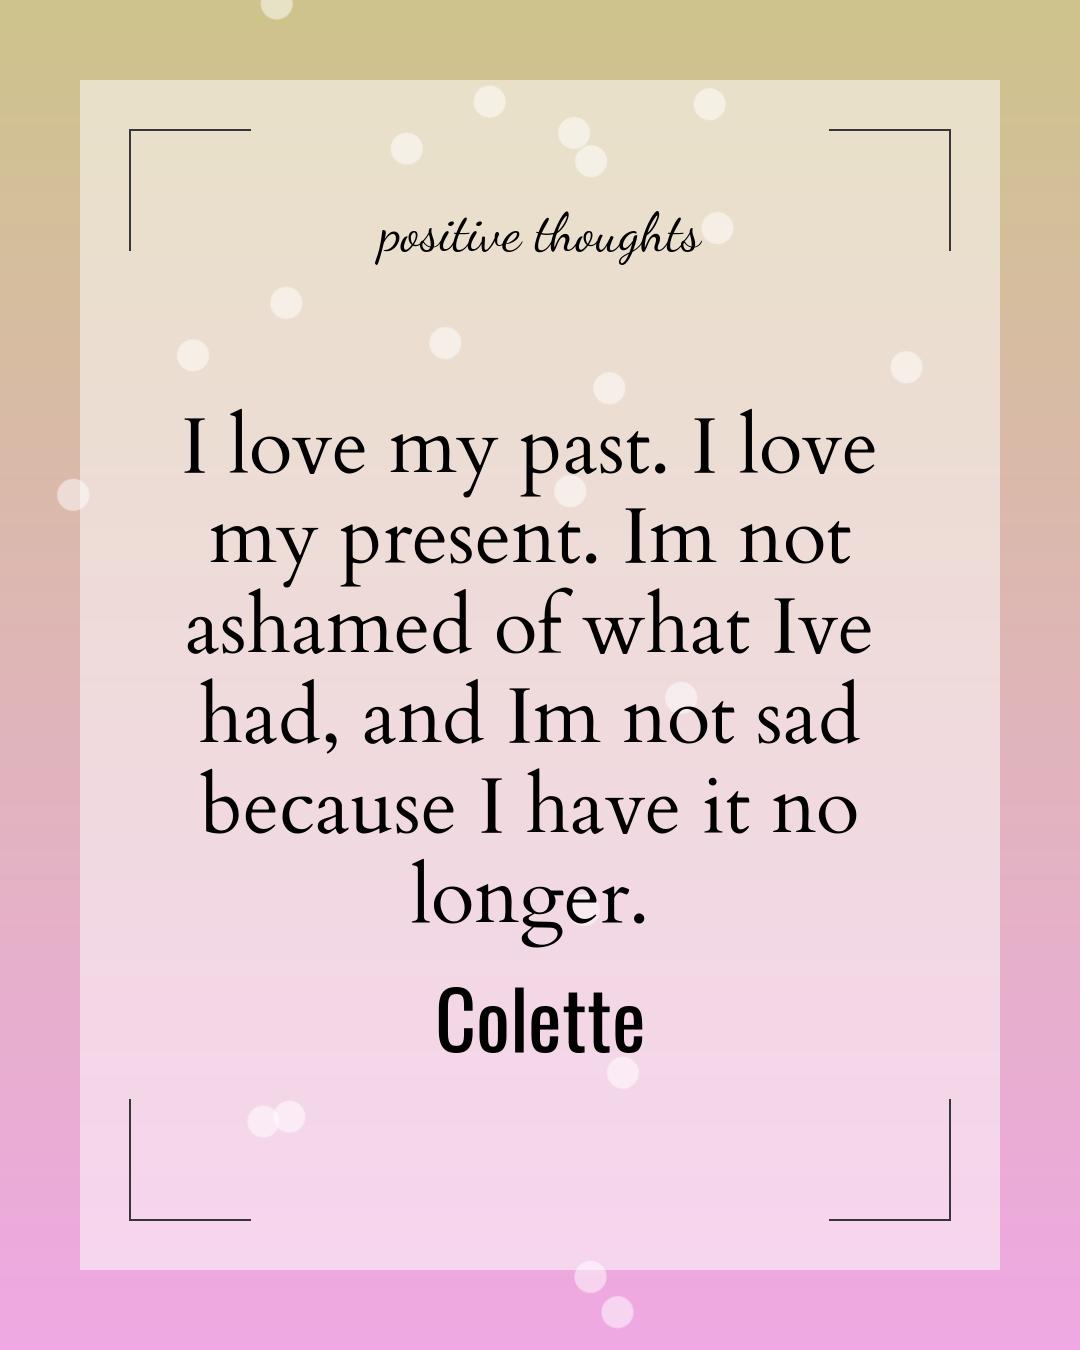 positive thoughts
I love my past. I love
my present. Im not
ashamed of what Ive
had, and Im not sad
because I have it no
longer.
Colette